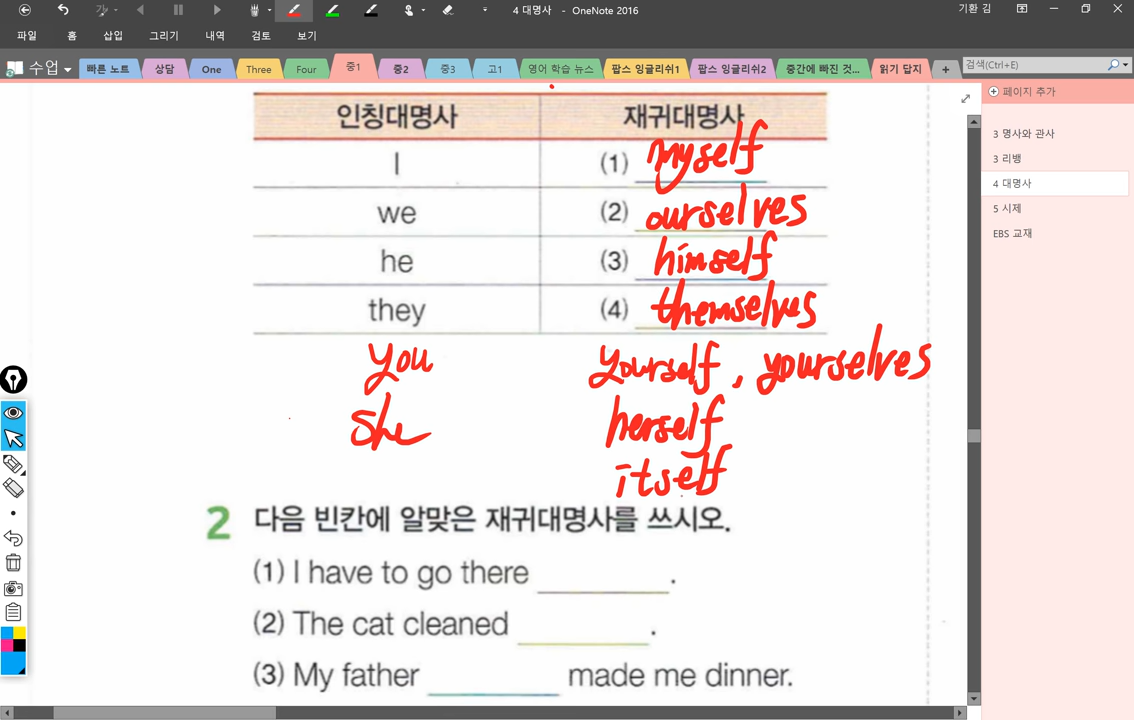 4 대명사 - OneNote 2016
기환 김
파일 홈 삽입 그리기 내역 검토 보기
수업 빠른 노트 상담 One Three Four 중1 중2 중3 고1 영어 학습 뉴스 팝스 잉글리쉬1 팝스 잉글리쉬2 중간에 빠진 것... 읽기 답지 + 검색(Ctrl+E)
페이지 추가
3 명사와 관사
3 리뱅
4 대명사
5 시제
EBS 교재
인칭대명사 재귀대명사
I (1) myself
we (2) ourselves
he (3) himself
they (4) themselves
you yourself, yourselves
she herself
itself
2 다음 빈칸에 알맞은 재귀대명사를 쓰시오.
(1) I have to go there ________.
(2) The cat cleaned ________.
(3) My father ________ made me dinner.